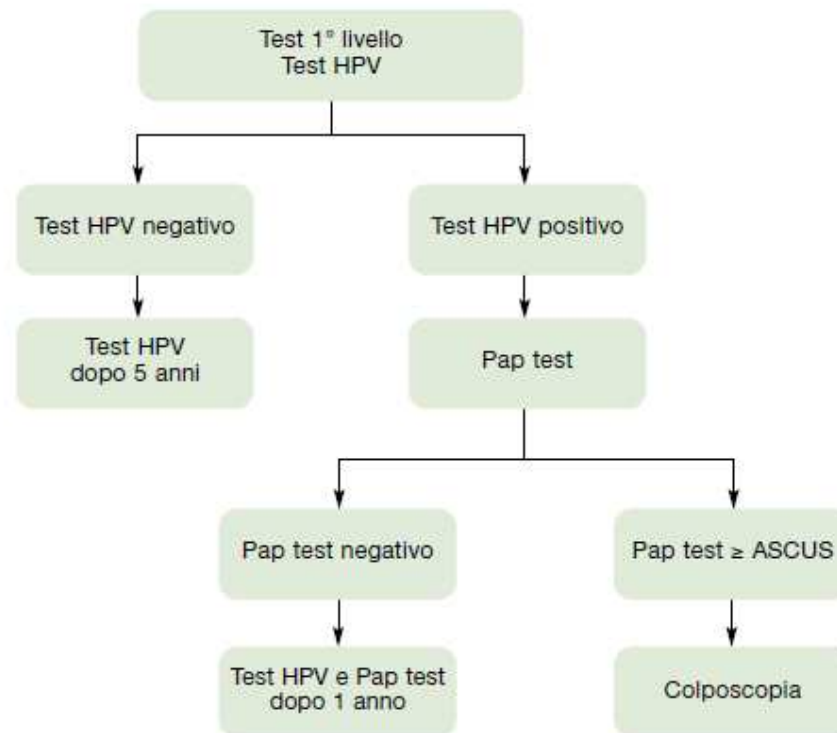 Test 1° livello
Test HPV
Test HPV negativo
Test HPV positivo
Test HPV
dopo 5 anni
Pap test
Pap test negativo
Pap test ≥ ASCUS
Test HPV e Pap test
dopo 1 anno
Colposcopia